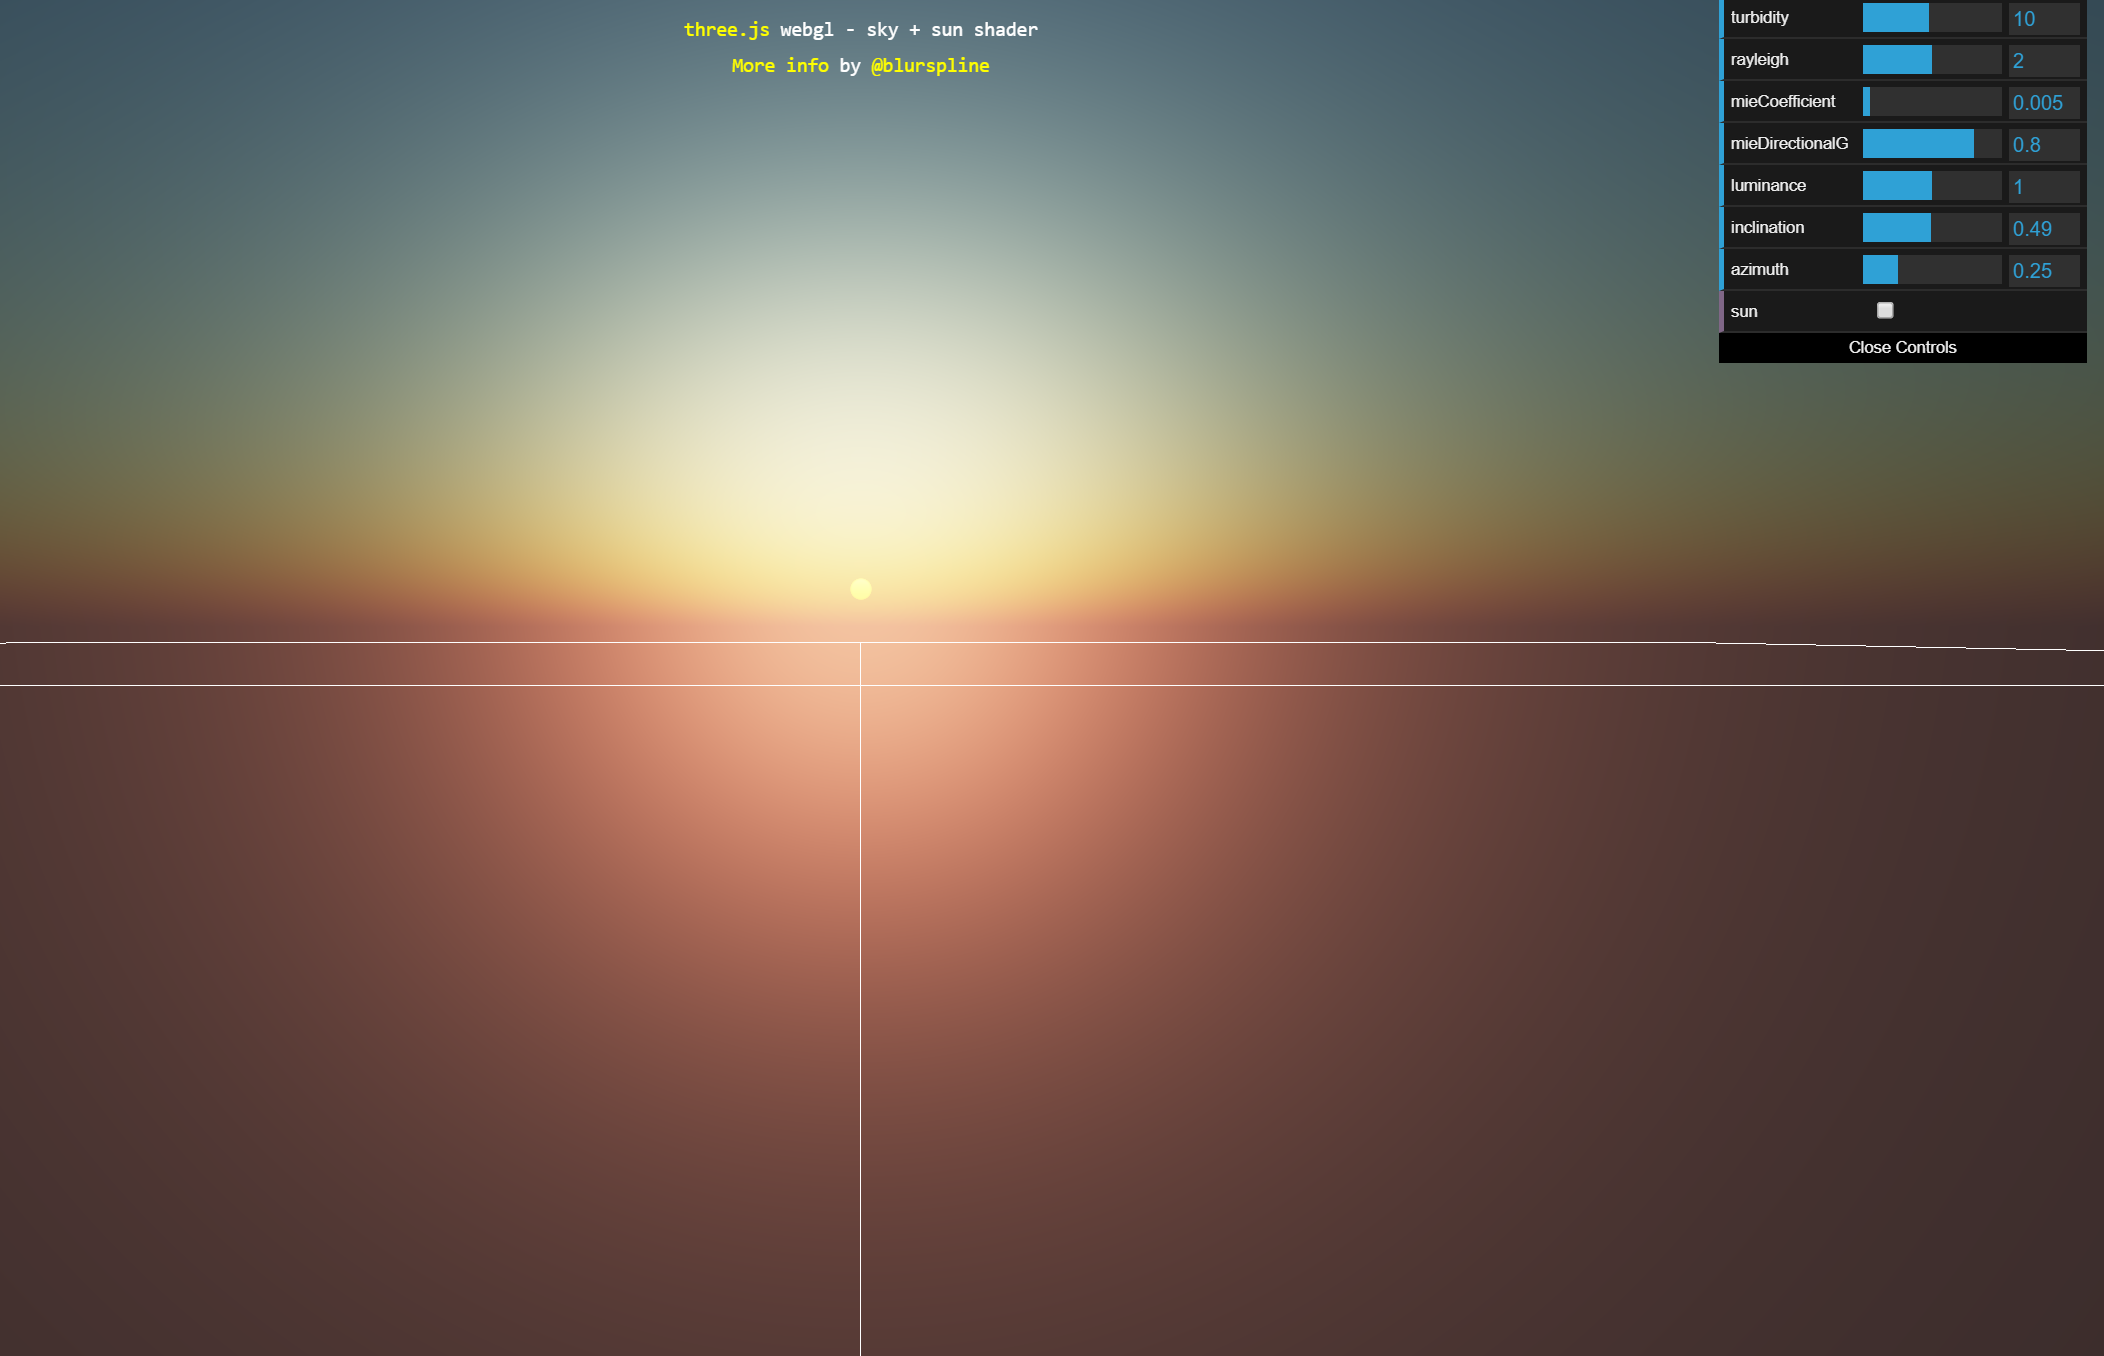 three.js webgl - sky + sun shader
More info by @blurspline
turbidity 10
rayleigh 2
mieCoefficient 0.005
mieDirectionalG 0.8
luminance 1
inclination 0.49
azimuth 0.25
sun
Close Controls